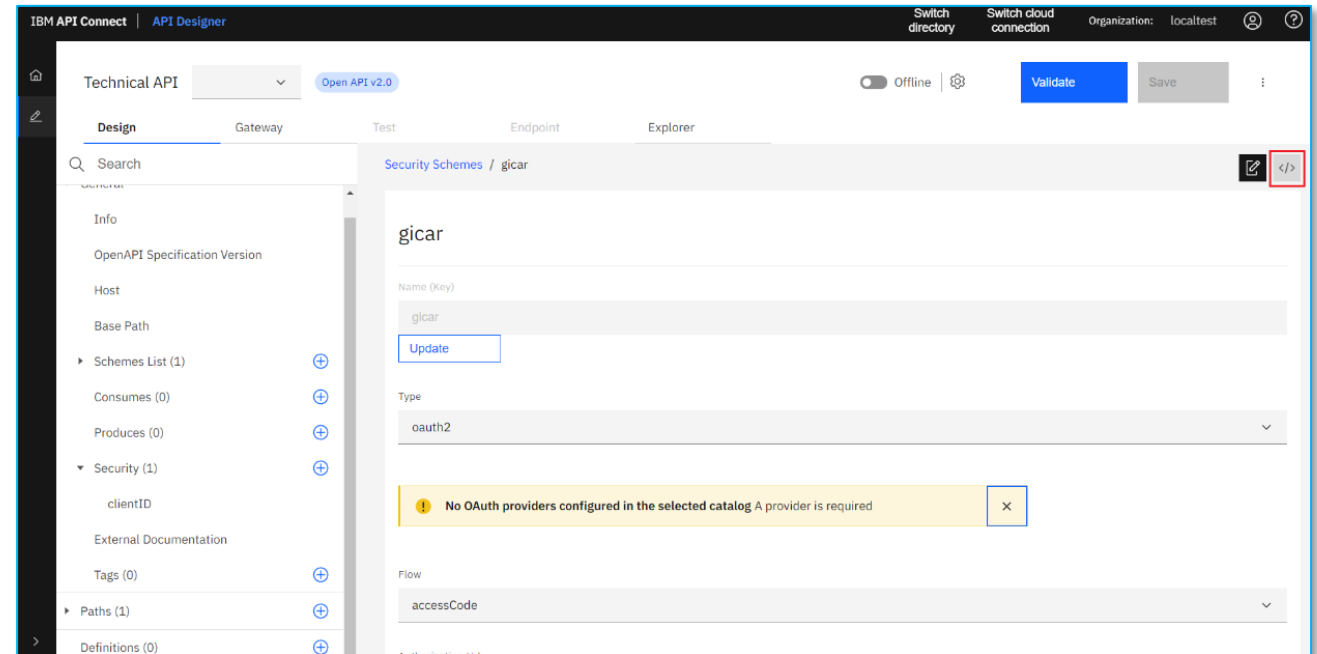 IBM API Connect | API Designer
Switch directory
Switch cloud connection
Organization: localtest
Technical API
Open API v2.0
Offline
Validate
Save
Design
Gateway
Test
Endpoint
Explorer
Search
Security Schemes / gicar
</>
General
Info
OpenAPI Specification Version
Host
Base Path
Schemes List (1)
Consumes (0)
Produces (0)
Security (1)
clientID
External Documentation
Tags (0)
Paths (1)
Definitions (0)
gicar
Name (Key)
gicar
Update
Type
oauth2
No OAuth providers configured in the selected catalog A provider is required
Flow
accessCode